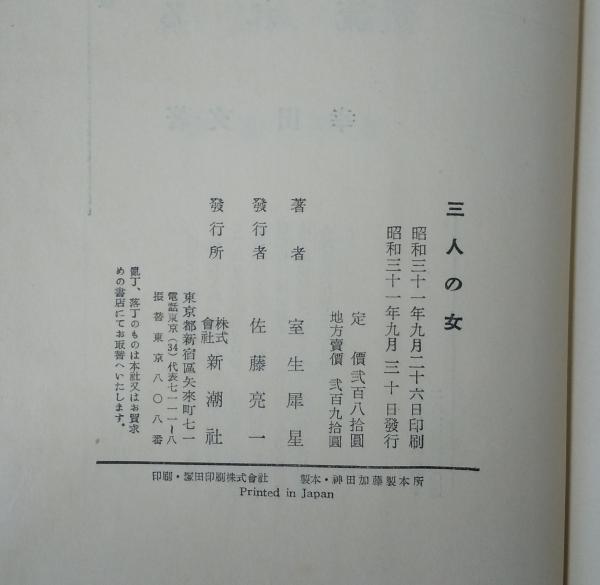 三人の女
昭和三十一年九月二十六日印刷
昭和三十一年九月三十日發行
定　價　貳百八拾圓
地方賣價　貳百九拾圓
著者　室生犀星
發行者　佐藤亮一
發行所　株式會社　新潮社
東京都新宿區矢來町七一
電話東京(34)代表七一一一~八
振替東京八〇八番
亂丁、落丁のものは本社又はお買求
めの書店にてお取替へいたします。
印刷・塚田印刷株式會社　製本・神田加藤製本所
Printed in Japan